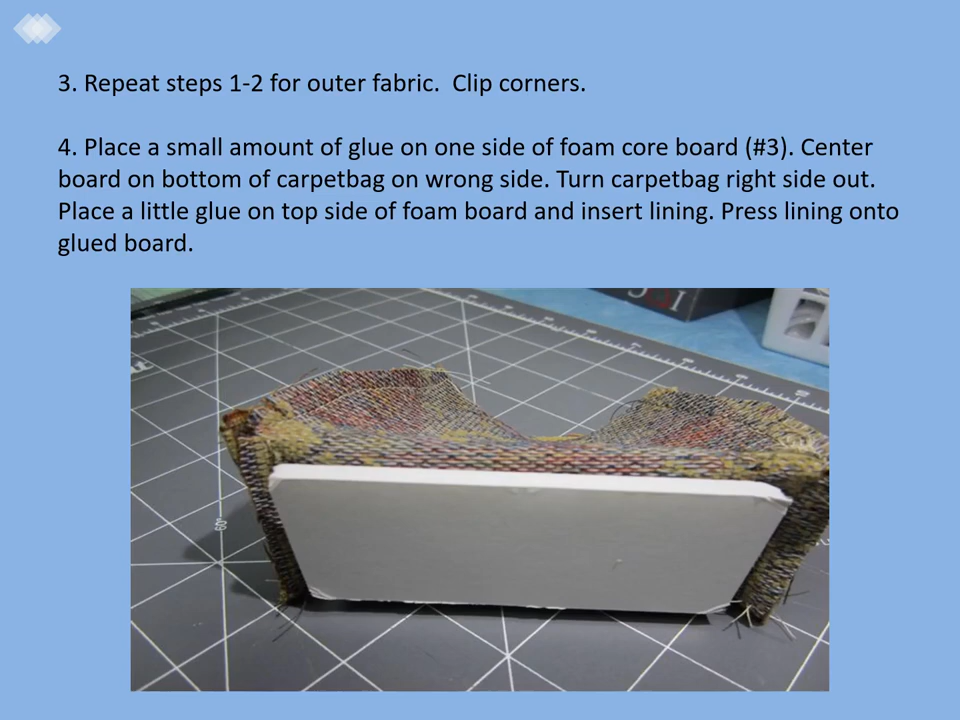 3. Repeat steps 1-2 for outer fabric.  Clip corners.
4. Place a small amount of glue on one side of foam core board (#3). Center
board on bottom of carpetbag on wrong side. Turn carpetbag right side out.
Place a little glue on top side of foam board and insert lining. Press lining onto
glued board.
60°